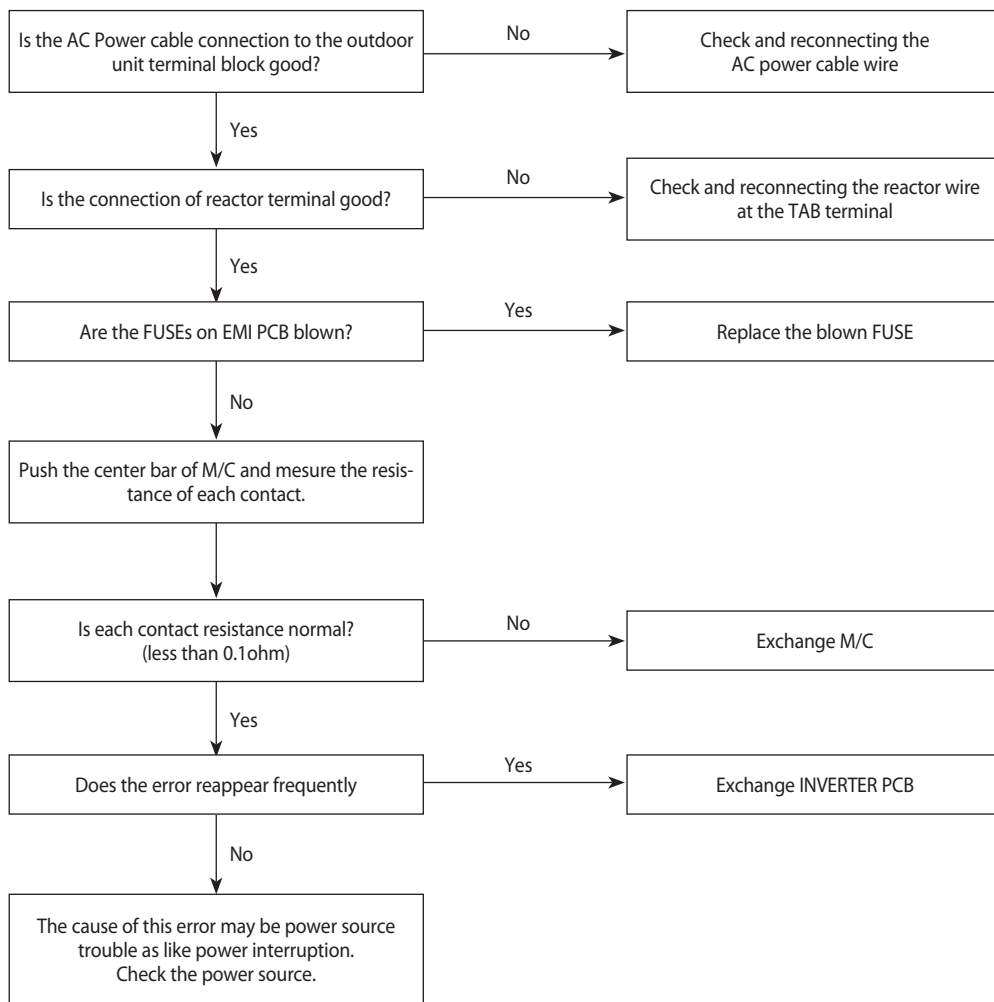 Is the AC Power cable connection to the outdoor
unit terminal block good?
No
Check and reconnecting the
AC power cable wire
Yes
Is the connection of reactor terminal good?
No
Check and reconnecting the reactor wire
at the TAB terminal
Yes
Are the FUSEs on EMI PCB blown?
Yes
Replace the blown FUSE
No
Push the center bar of M/C and mesure the resis-
tance of each contact.
Is each contact resistance normal?
(less than 0.1ohm)
No
Exchange M/C
Yes
Does the error reappear frequently
Yes
Exchange INVERTER PCB
No
The cause of this error may be power source
trouble as like power interruption.
Check the power source.